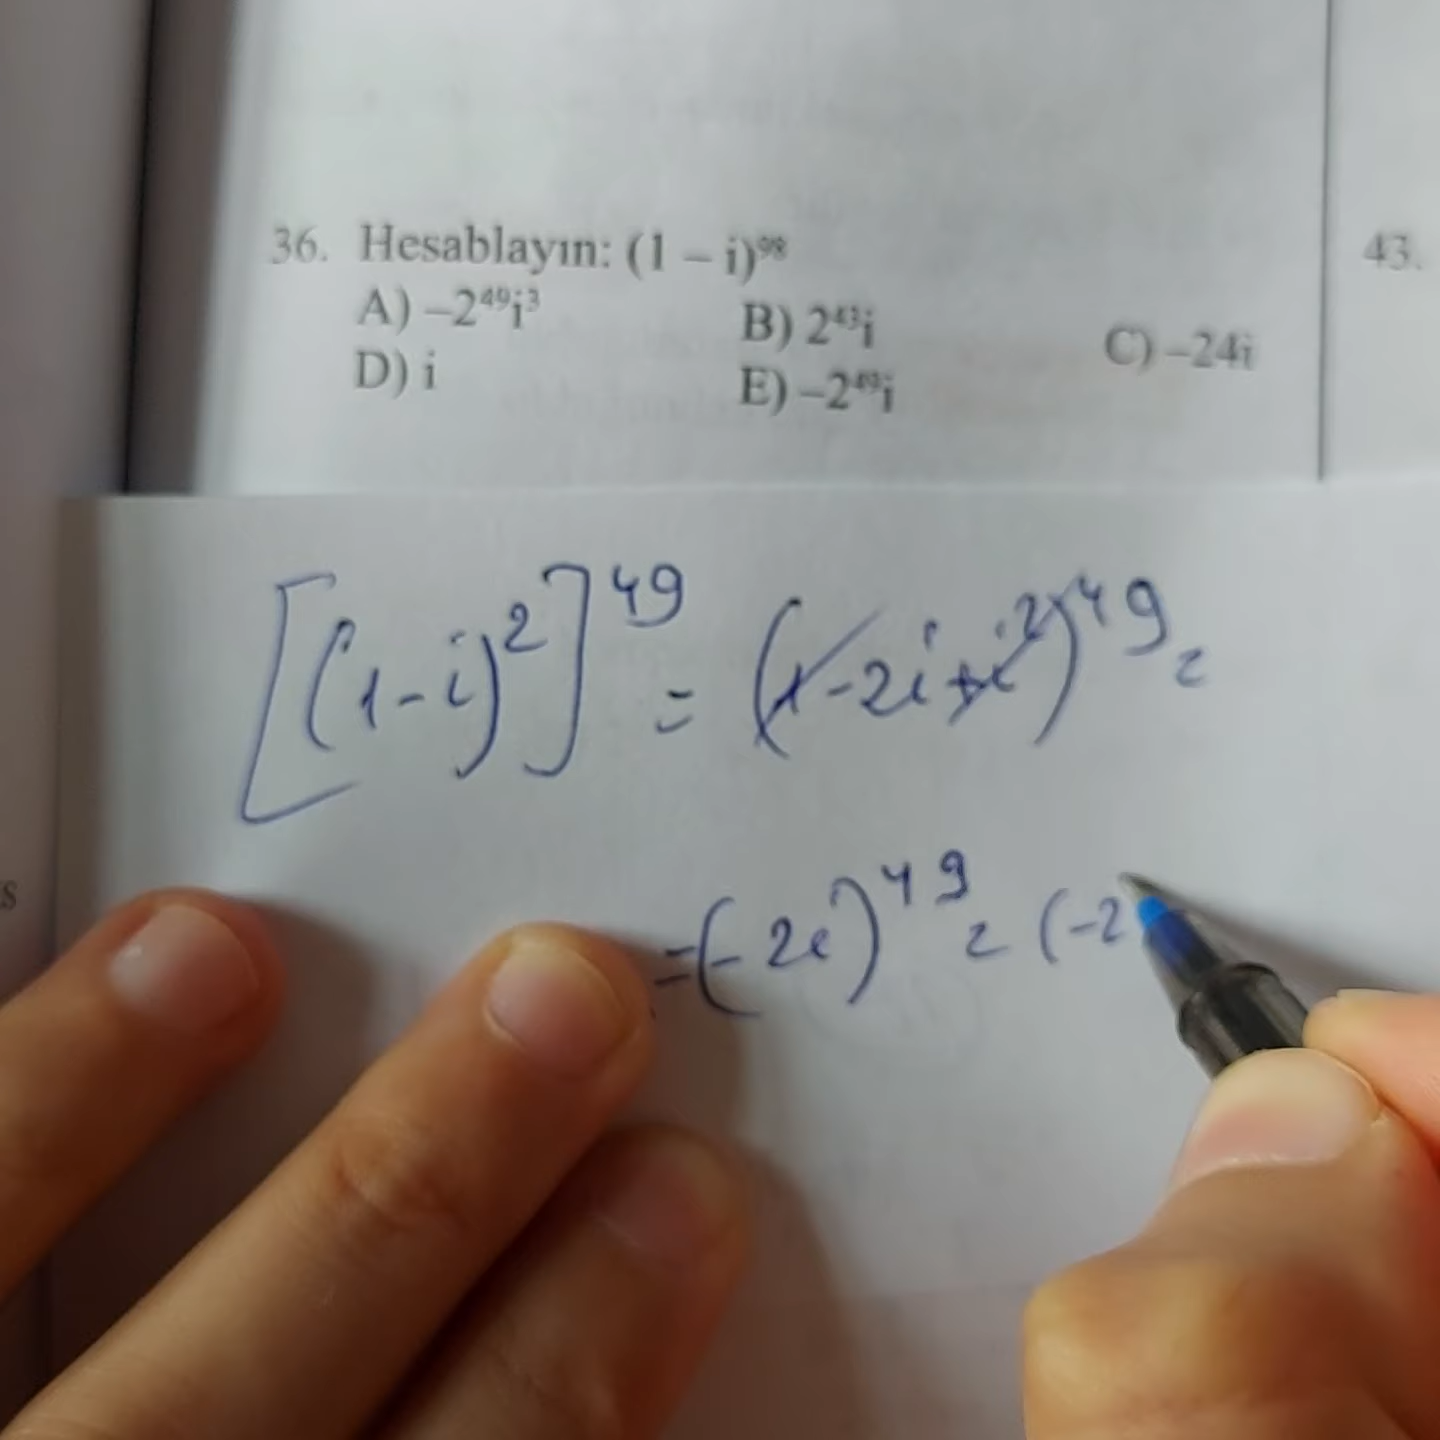 36. Hesablayın: (1 – i)⁹⁸
A) –2⁴⁹i³ B) 2⁴³i C) –24i
D) i E) –2⁴⁹i
43.
[(1-i)²]⁴⁹ = (1-2i+i²)⁴⁹ =
=(-2i)⁴⁹ = (-2
s